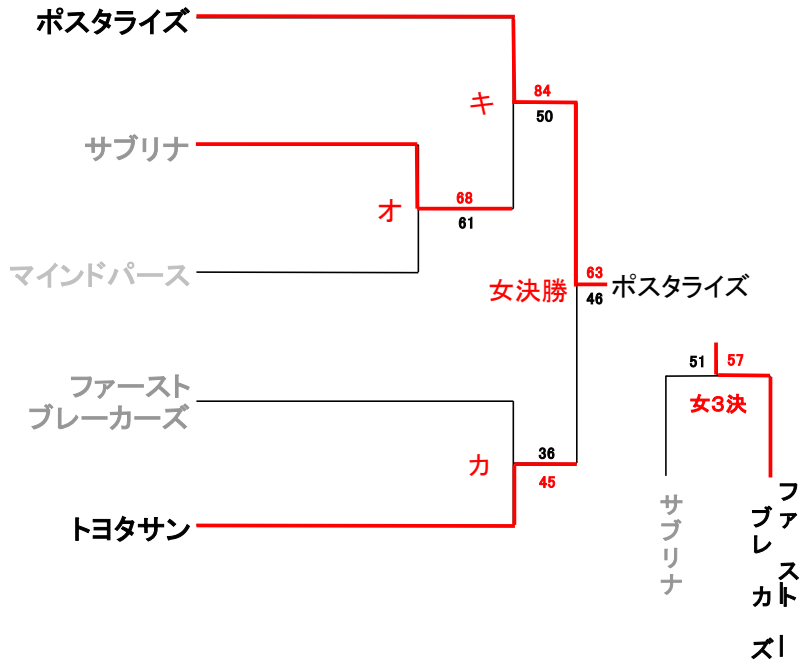 ポスタライズ
84
キ
50
サブリナ
68
オ
61
マインドパース
63
女決勝
ポスタライズ
46
51
57
女3決
ファースト
ブレーカーズ
36
カ
45
トヨタサン
サブリナ
ファースト
ブレーカーズ